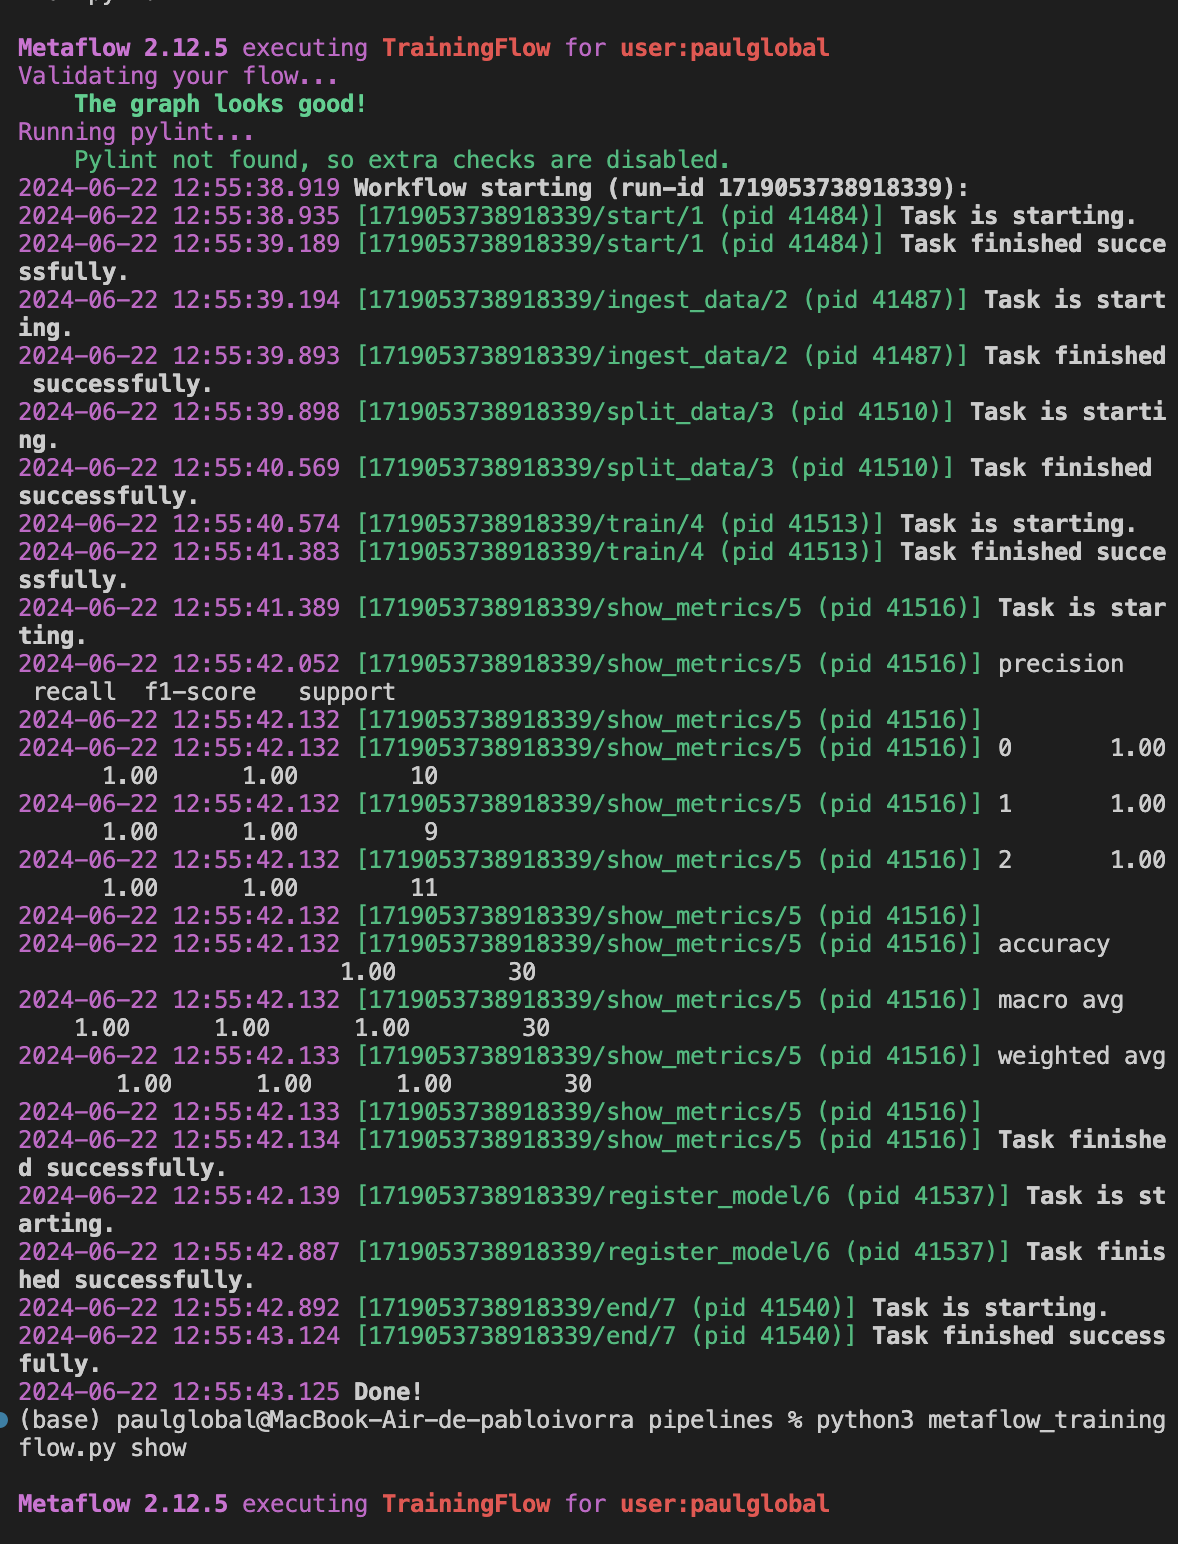 Metaflow 2.12.5 executing TrainingFlow for user:paulglobal
Validating your flow...
    The graph looks good!
Running pylint...
    Pylint not found, so extra checks are disabled.
2024-06-22 12:55:38.919 Workflow starting (run-id 1719053738918339):
2024-06-22 12:55:38.935 [1719053738918339/start/1 (pid 41484)] Task is starting.
2024-06-22 12:55:39.189 [1719053738918339/start/1 (pid 41484)] Task finished succe
ssfully.
2024-06-22 12:55:39.194 [1719053738918339/ingest_data/2 (pid 41487)] Task is start
ing.
2024-06-22 12:55:39.893 [1719053738918339/ingest_data/2 (pid 41487)] Task finished
 successfully.
2024-06-22 12:55:39.898 [1719053738918339/split_data/3 (pid 41510)] Task is starti
ng.
2024-06-22 12:55:40.569 [1719053738918339/split_data/3 (pid 41510)] Task finished
successfully.
2024-06-22 12:55:40.574 [1719053738918339/train/4 (pid 41513)] Task is starting.
2024-06-22 12:55:41.383 [1719053738918339/train/4 (pid 41513)] Task finished succe
ssfully.
2024-06-22 12:55:41.389 [1719053738918339/show_metrics/5 (pid 41516)] Task is star
ting.
2024-06-22 12:55:42.052 [1719053738918339/show_metrics/5 (pid 41516)] precision
 recall  f1-score   support
2024-06-22 12:55:42.132 [1719053738918339/show_metrics/5 (pid 41516)]
2024-06-22 12:55:42.132 [1719053738918339/show_metrics/5 (pid 41516)] 0       1.00
      1.00      1.00        10
2024-06-22 12:55:42.132 [1719053738918339/show_metrics/5 (pid 41516)] 1       1.00
      1.00      1.00         9
2024-06-22 12:55:42.132 [1719053738918339/show_metrics/5 (pid 41516)] 2       1.00
      1.00      1.00        11
2024-06-22 12:55:42.132 [1719053738918339/show_metrics/5 (pid 41516)]
2024-06-22 12:55:42.132 [1719053738918339/show_metrics/5 (pid 41516)] accuracy
                       1.00        30
2024-06-22 12:55:42.132 [1719053738918339/show_metrics/5 (pid 41516)] macro avg
    1.00      1.00      1.00        30
2024-06-22 12:55:42.133 [1719053738918339/show_metrics/5 (pid 41516)] weighted avg
       1.00      1.00      1.00        30
2024-06-22 12:55:42.133 [1719053738918339/show_metrics/5 (pid 41516)]
2024-06-22 12:55:42.134 [1719053738918339/show_metrics/5 (pid 41516)] Task finishe
d successfully.
2024-06-22 12:55:42.139 [1719053738918339/register_model/6 (pid 41537)] Task is st
arting.
2024-06-22 12:55:42.887 [1719053738918339/register_model/6 (pid 41537)] Task finis
hed successfully.
2024-06-22 12:55:42.892 [1719053738918339/end/7 (pid 41540)] Task is starting.
2024-06-22 12:55:43.124 [1719053738918339/end/7 (pid 41540)] Task finished success
fully.
2024-06-22 12:55:43.125 Done!
(base) paulglobal@MacBook-Air-de-pabloivorra pipelines % python3 metaflow_training
flow.py show
Metaflow 2.12.5 executing TrainingFlow for user:paulglobal